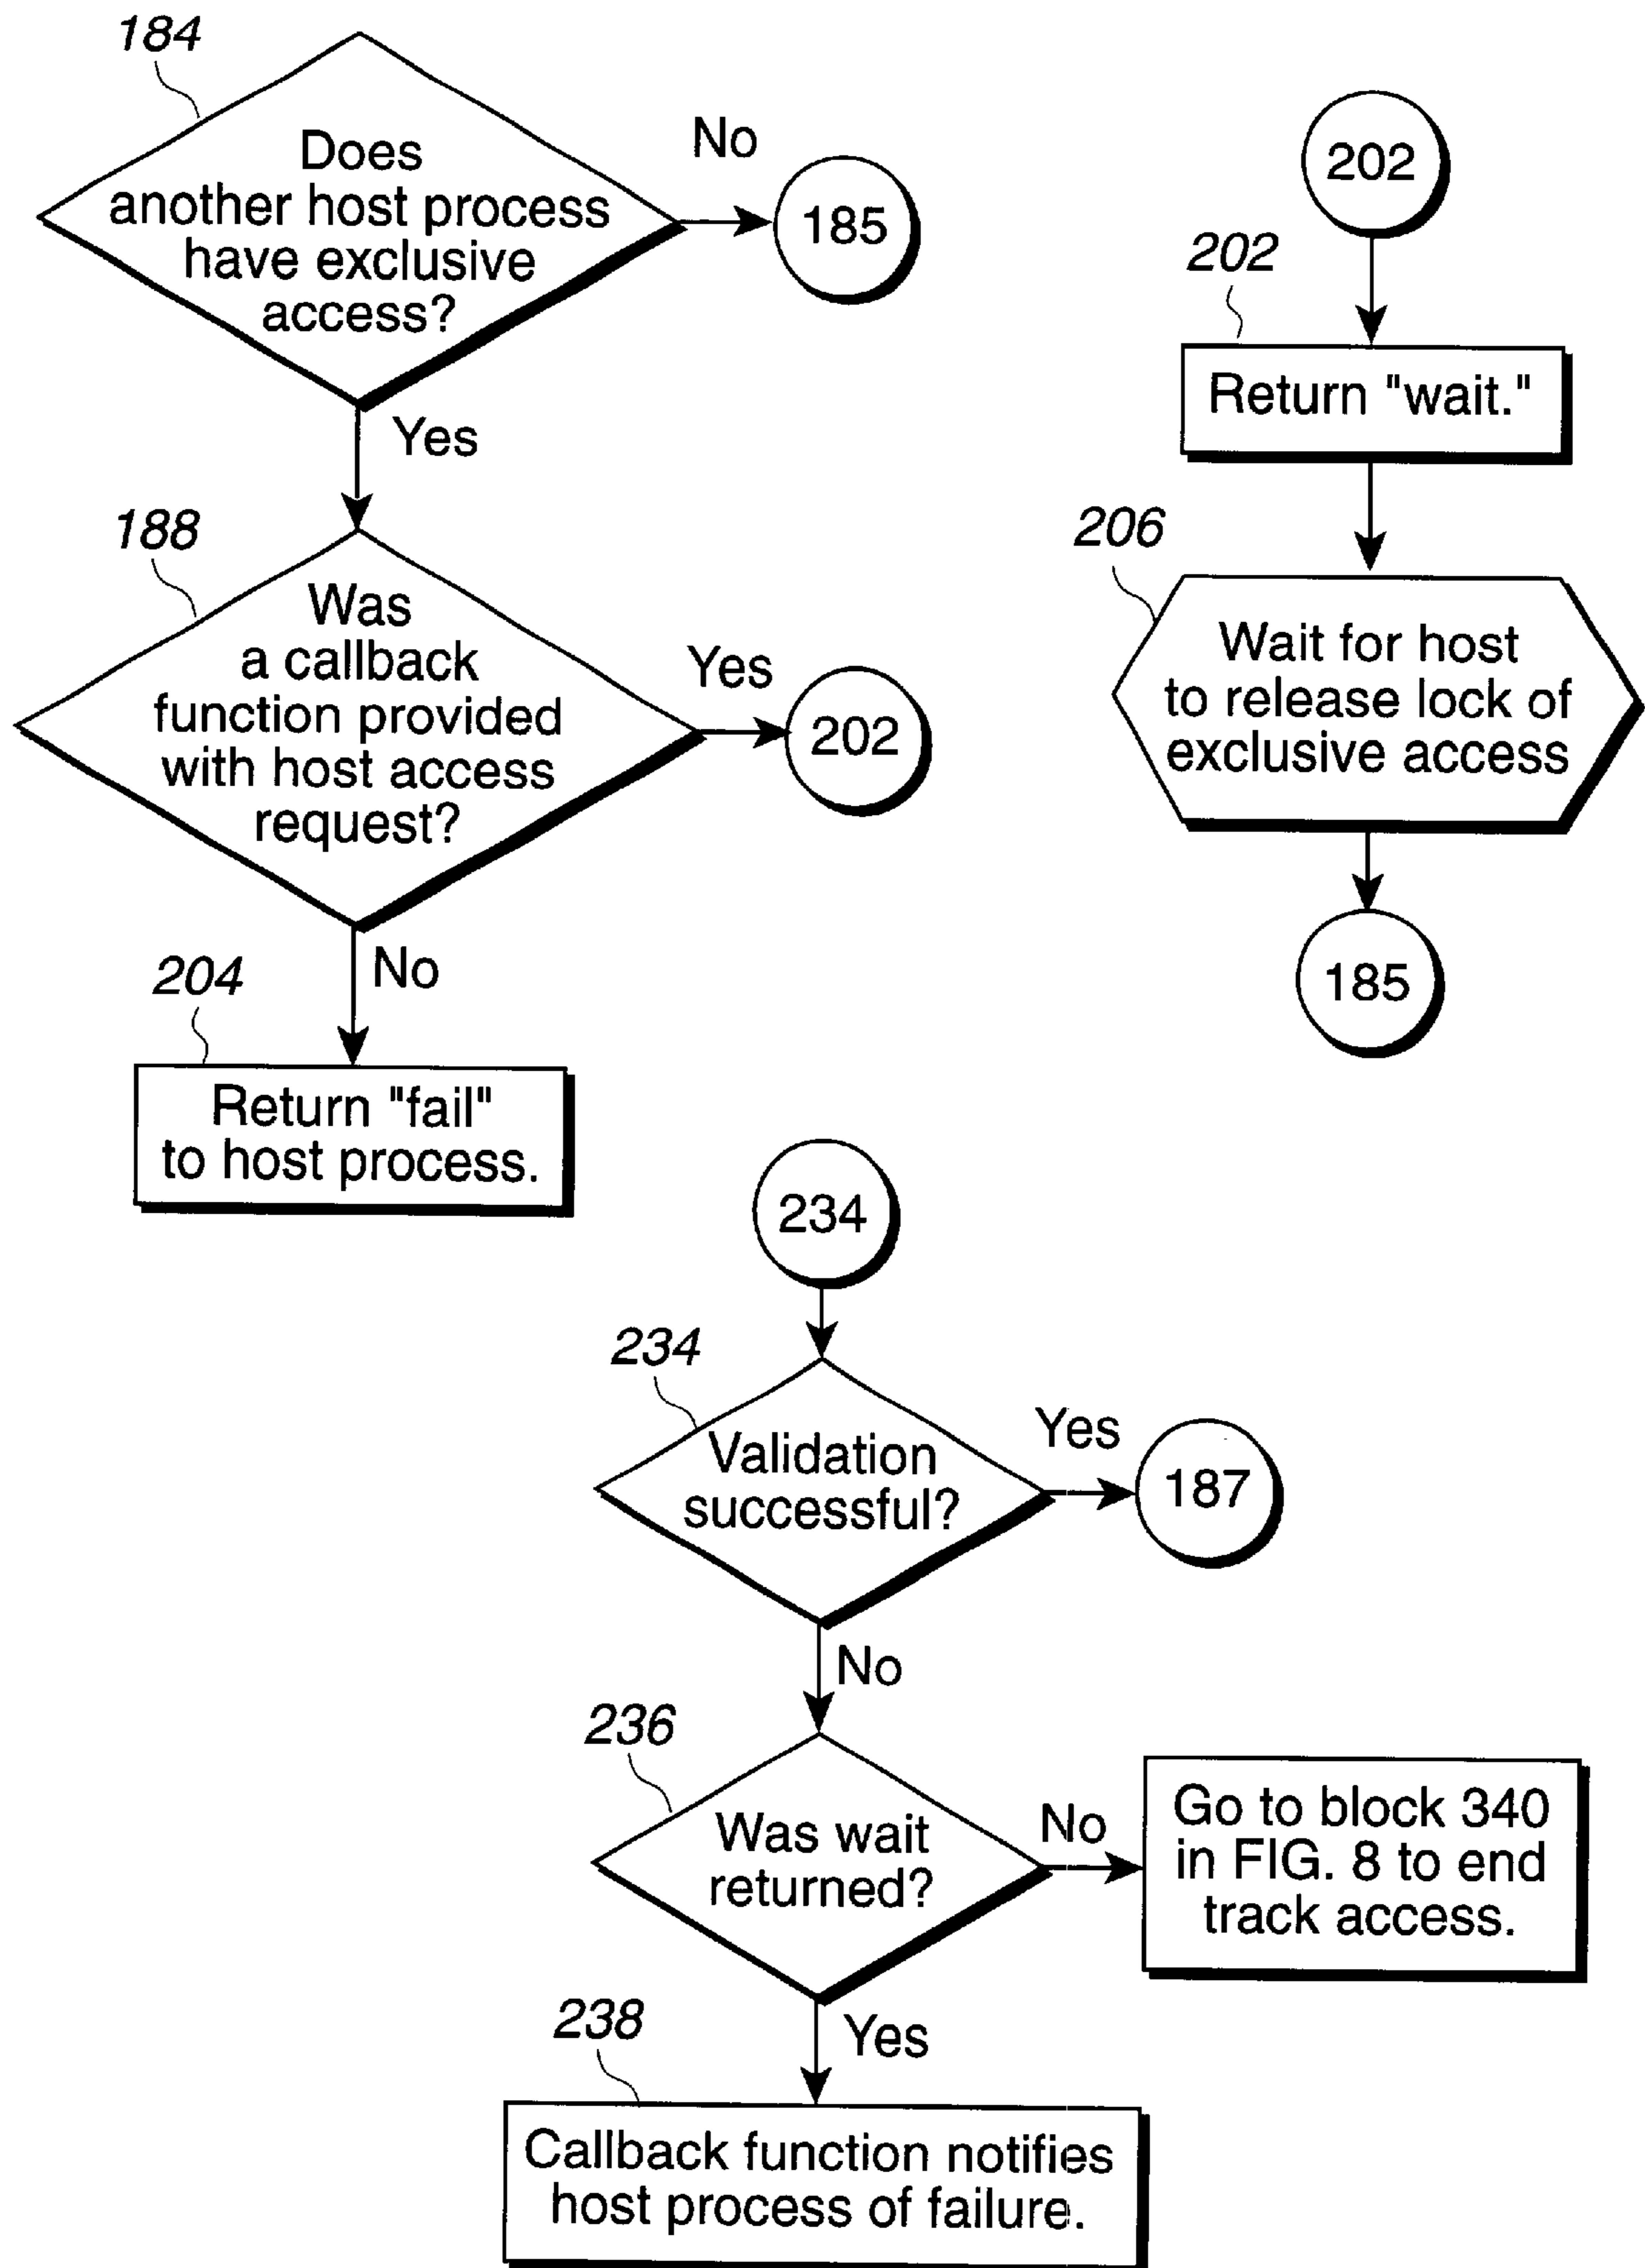 184
Does
another host process
have exclusive
access?
No
185
Yes
188
Was
a callback
function provided
with host access
request?
Yes
202
No
204
Return "fail"
to host process.
202
202
Return "wait."
206
Wait for host
to release lock of
exclusive access
185
234
234
Validation
successful?
Yes
187
No
236
Was wait
returned?
No
Go to block 340
in FIG. 8 to end
track access.
Yes
238
Callback function notifies
host process of failure.